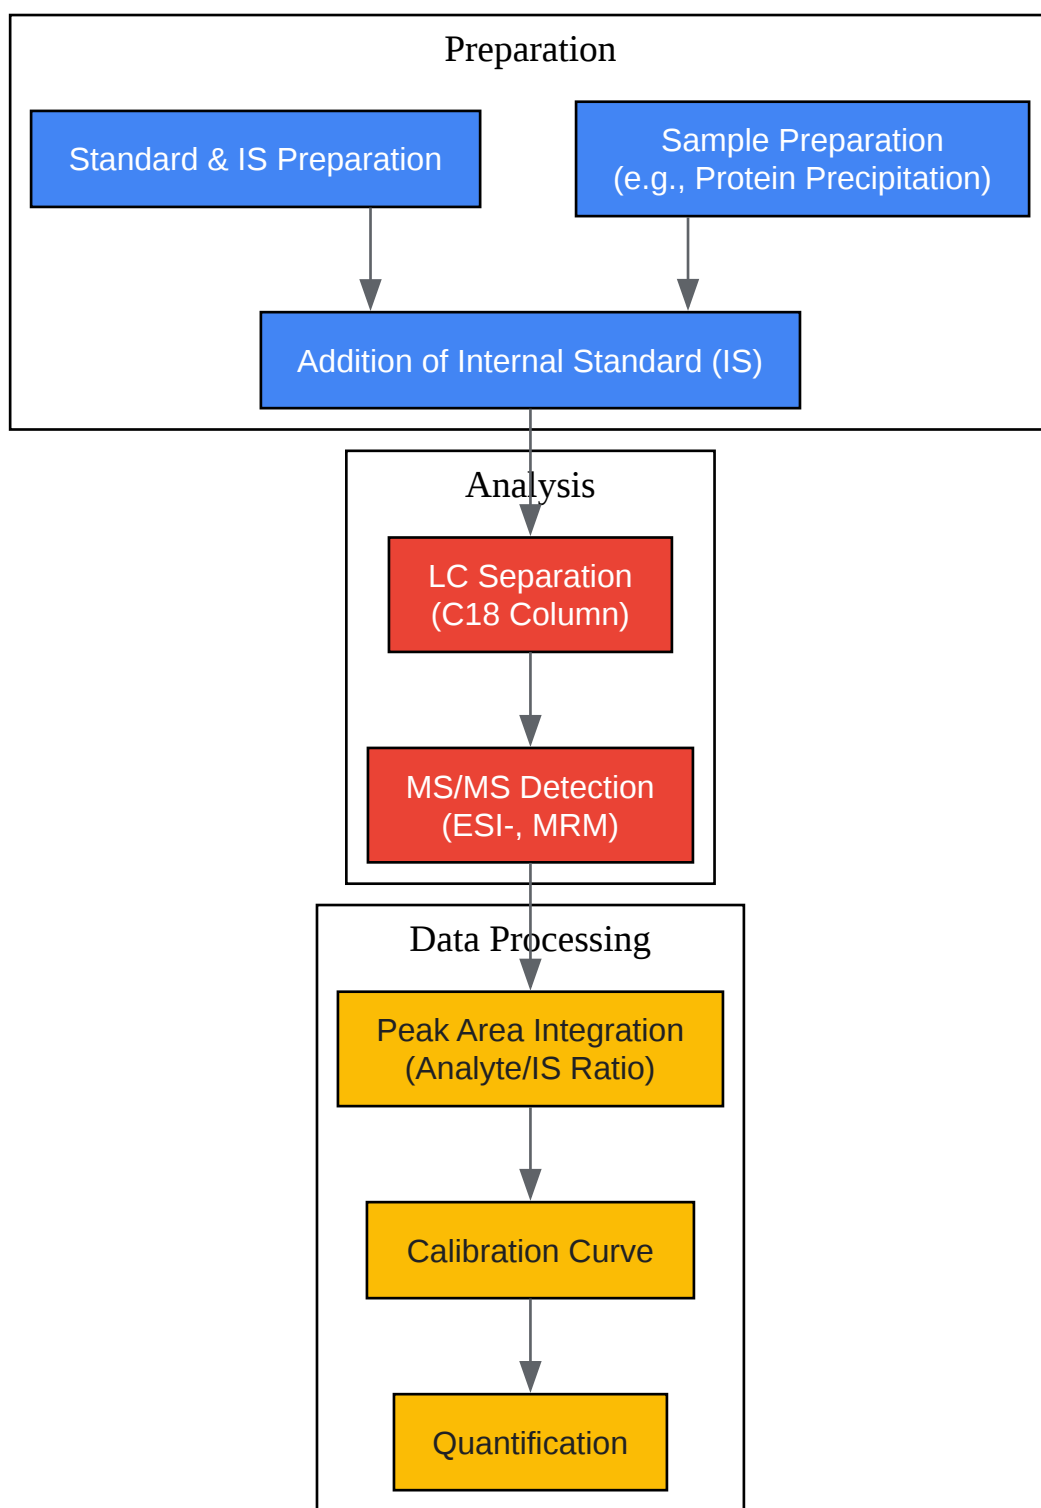 Preparation
Standard & IS Preparation
Sample Preparation
(e.g., Protein Precipitation)
Addition of Internal Standard (IS)
Analysis
LC Separation
(C18 Column)
MS/MS Detection
(ESI-, MRM)
Data Processing
Peak Area Integration
(Analyte/IS Ratio)
Calibration Curve
Quantification